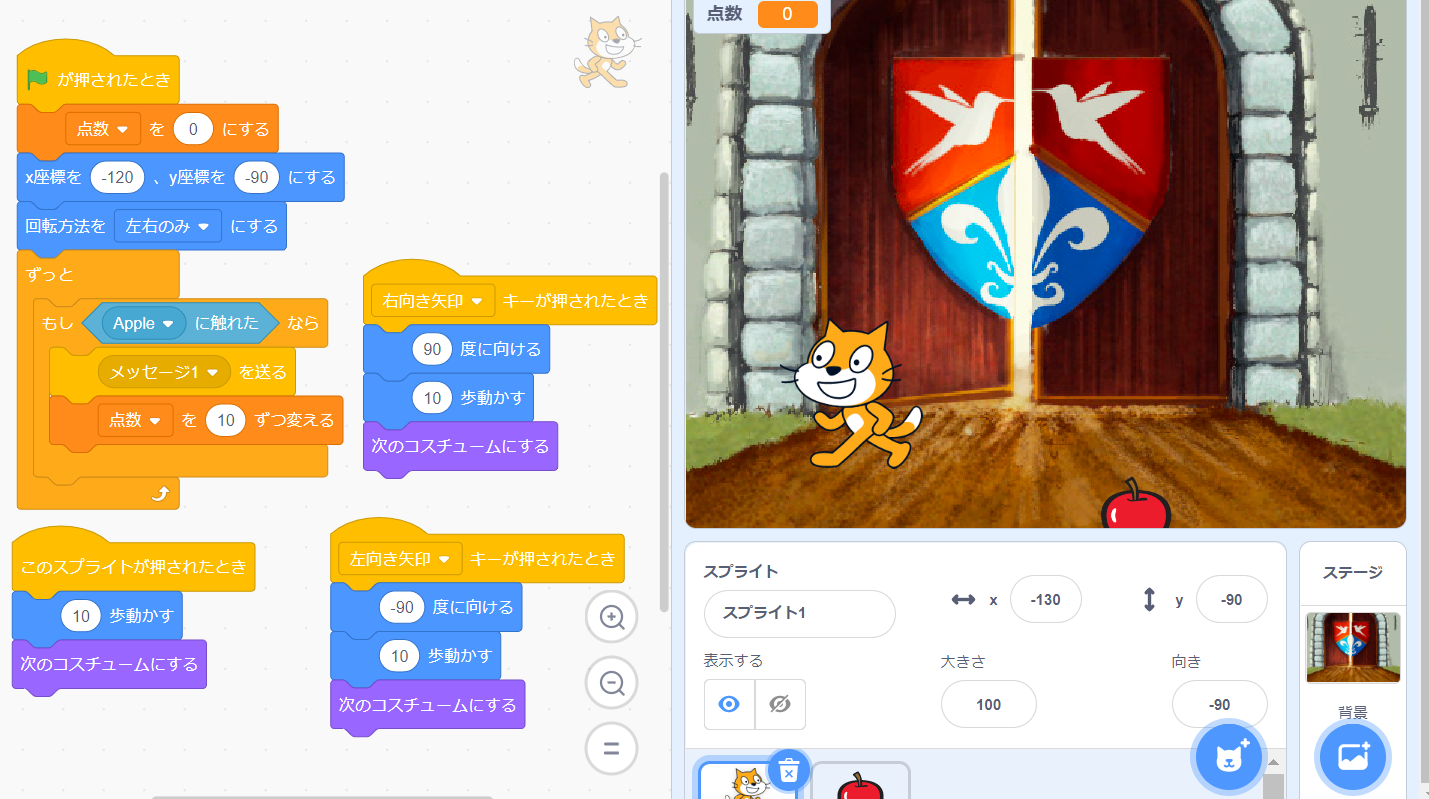 が押されたとき
点数 を 0 にする
x座標を -120 、y座標を -90 にする
回転方法を 左右のみ にする
ずっと
もし Apple に触れた なら
メッセージ1 を送る
点数 を 10 ずつ変える
このスプライトが押されたとき
10 歩動かす
次のコスチュームにする
右向き矢印 キーが押されたとき
90 度に向ける
10 歩動かす
次のコスチュームにする
左向き矢印 キーが押されたとき
-90 度に向ける
10 歩動かす
次のコスチュームにする
点数 0
スプライト
スプライト1
x -130
y -90
表示する
大きさ
100
向き
-90
ステージ
背景